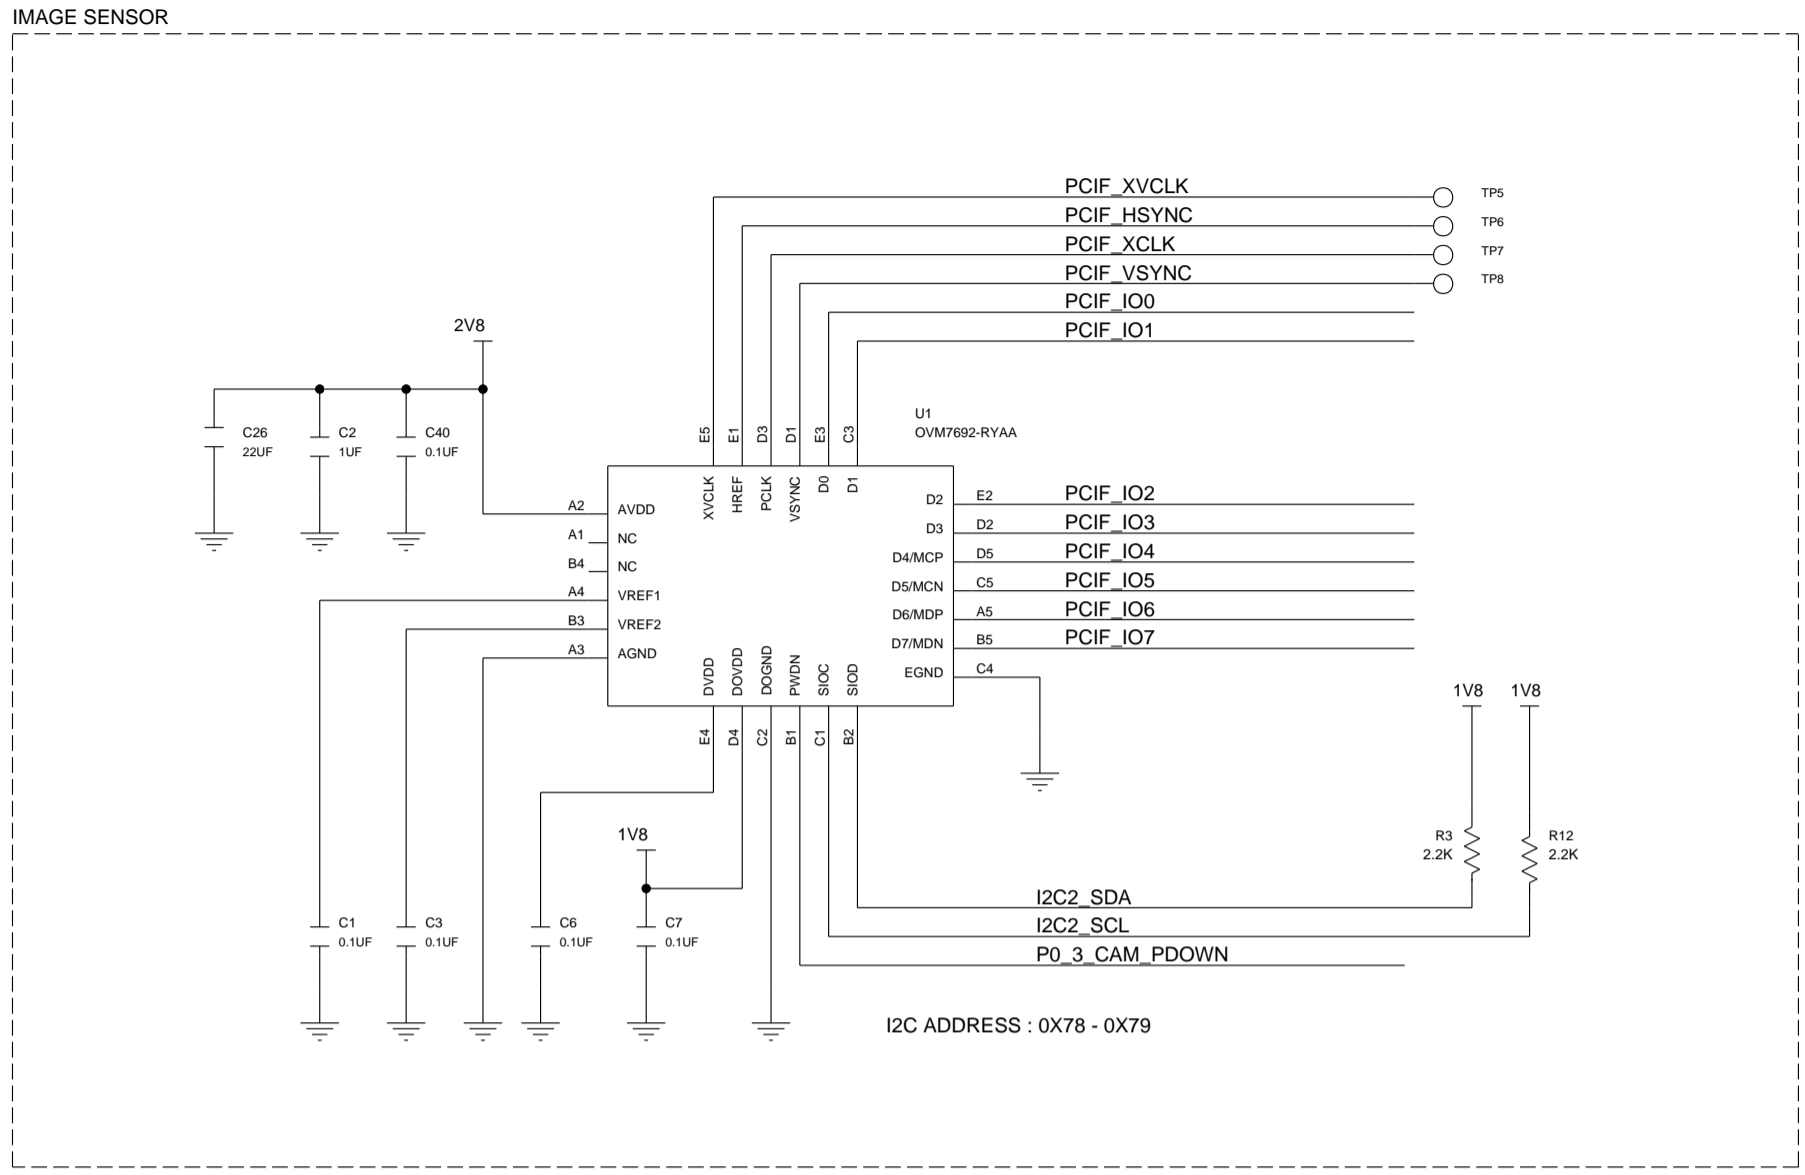 IMAGE SENSOR
PCIF_XVCLK
TP5
PCIF_HSYNC
TP6
PCIF_XCLK
TP7
PCIF_VSYNC
TP8
PCIF_IO0
PCIF_IO1
2V8
C26
22UF
C2
1UF
C40
0.1UF
U1
OVM7692-RYAA
E5
E1
D3
D1
E3
C3
XVCLK
HREF
PCLK
VSYNC
D0
D1
A2
AVDD
A1
NC
B4
NC
A4
VREF1
B3
VREF2
A3
AGND
D2
E2
PCIF_IO2
D3
D2
PCIF_IO3
D4/MCP
D5
PCIF_IO4
D5/MCN
C5
PCIF_IO5
D6/MDP
A5
PCIF_IO6
D7/MDN
B5
PCIF_IO7
EGND
C4
DVDD
DOVDD
DOGND
PWDN
SIOC
SIOD
E4
D4
C2
B1
C1
B2
1V8
1V8
1V8
R3
2.2K
R12
2.2K
I2C2_SDA
I2C2_SCL
P0_3_CAM_PDOWN
C1
0.1UF
C3
0.1UF
C6
0.1UF
C7
0.1UF
I2C ADDRESS : 0X78 - 0X79